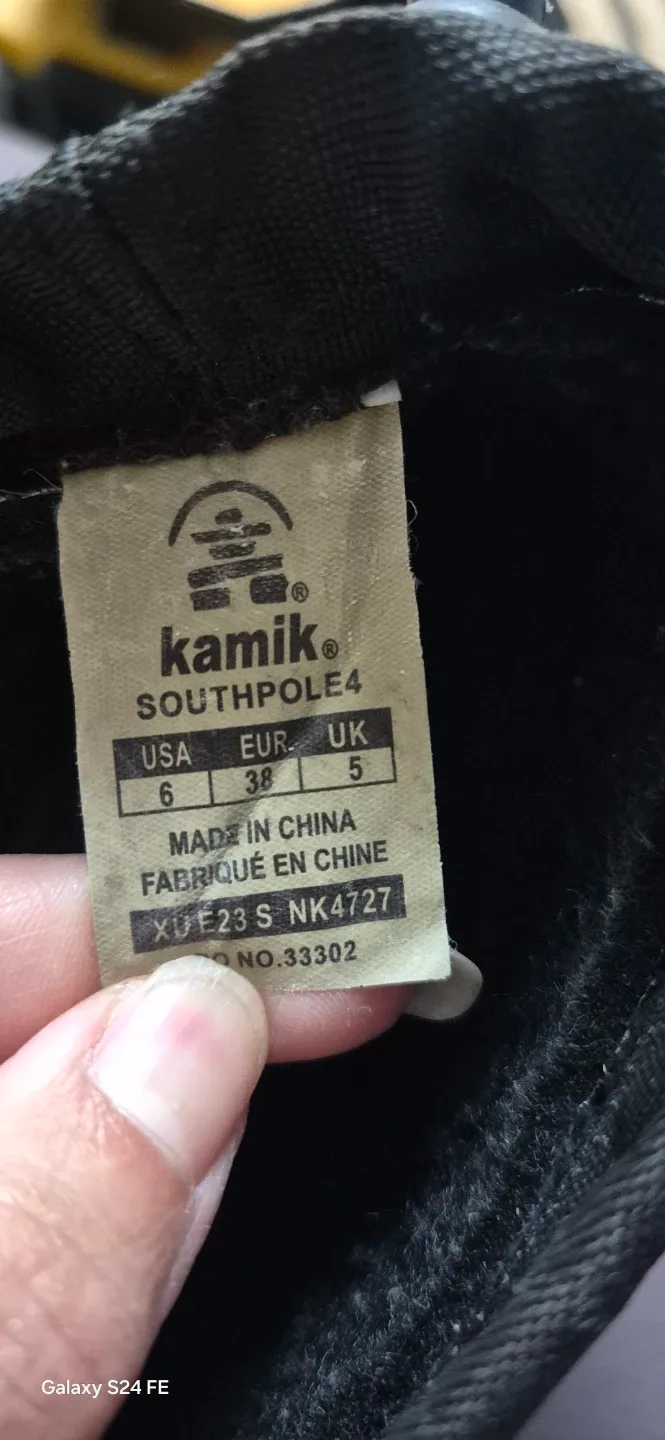 ®
kamik®
SOUTHPOLE4
USA EUR UK
6 38 5
MADE IN CHINA
FABRIQUÉ EN CHINE
XU E23 S NK4727
NO.33302
Galaxy S24 FE